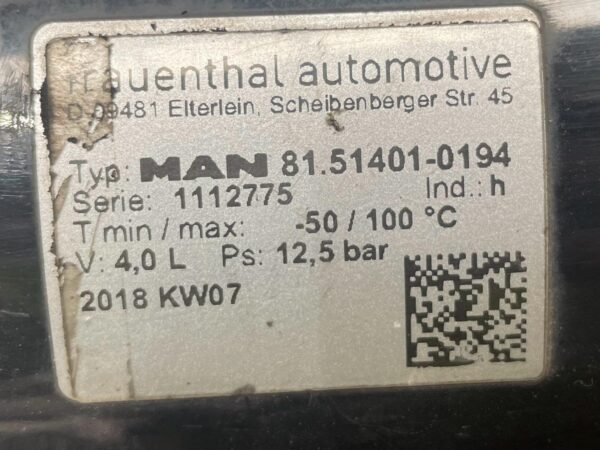 frauenthal automotive
D 09481 Elterlein, Scheibenberger Str. 45
Typ: MAN 81.51401-0194
Serie: 1112775 Ind.: h
T min / max: -50 / 100 °C
V: 4,0 L Ps: 12,5 bar
2018 KW07